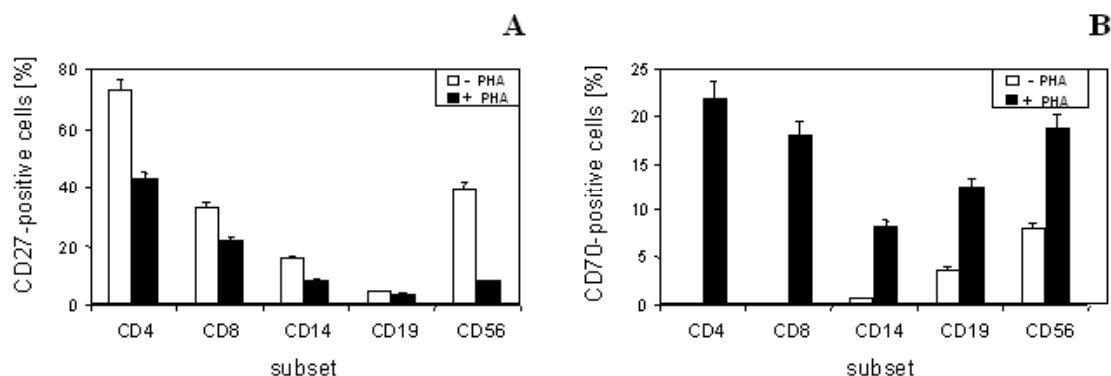 A
CD27-positive cells [%]
80
60
40
20
0
- PHA
+ PHA
CD4 CD8 CD14 CD19 CD56
subset
B
CD70-positive cells [%]
25
20
15
10
5
0
- PHA
+ PHA
CD4 CD8 CD14 CD19 CD56
subset